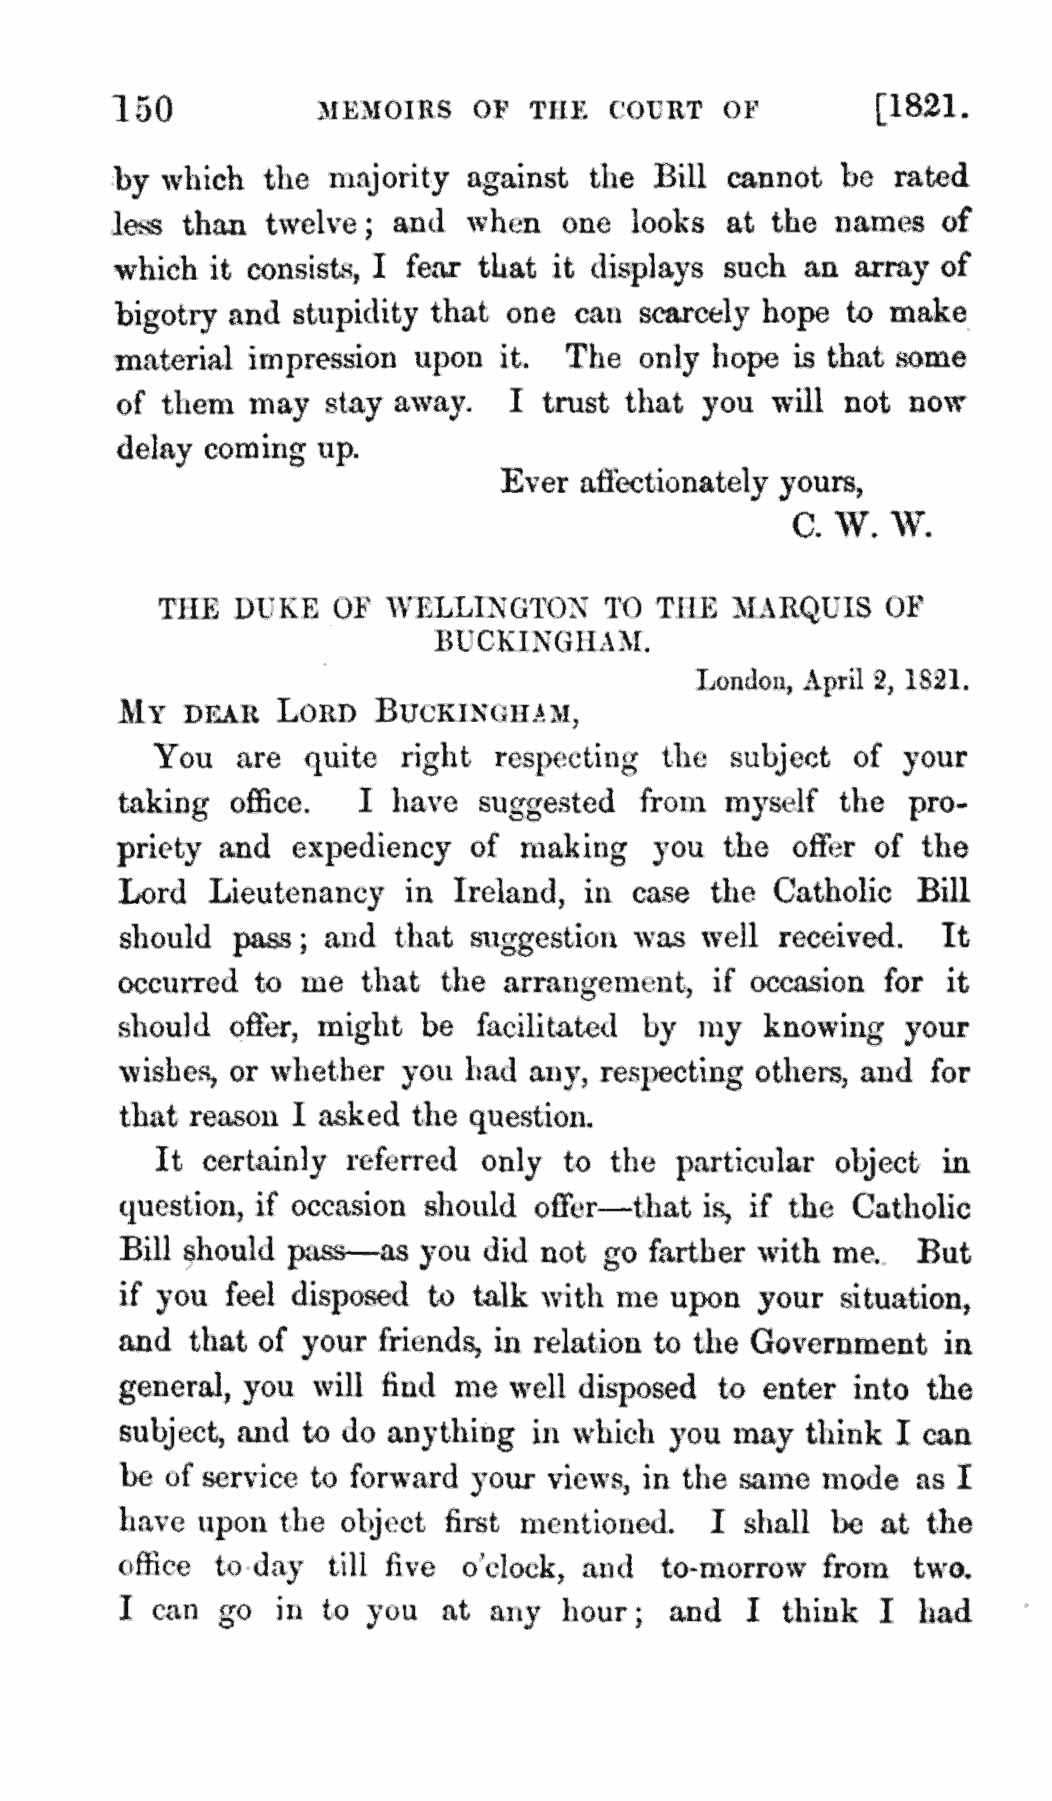 150 MEMOIRS OF THE COURT OF [1821.
by which the majority against the Bill cannot be rated
less than twelve; and when one looks at the names of
which it consists, I fear that it displays such an array of
bigotry and stupidity that one can scarcely hope to make
material impression upon it. The only hope is that some
of them may stay away. I trust that you will not now
delay coming up.
Ever affectionately yours,
C. W. W.
THE DUKE OF WELLINGTON TO THE MARQUIS OF
BUCKINGHAM.
London, April 2, 1821.
MY DEAR LORD BUCKINGHAM,
You are quite right respecting the subject of your
taking office. I have suggested from myself the pro-
priety and expediency of making you the offer of the
Lord Lieutenancy in Ireland, in case the Catholic Bill
should pass; and that suggestion was well received. It
occurred to me that the arrangement, if occasion for it
should offer, might be facilitated by my knowing your
wishes, or whether you had any, respecting others, and for
that reason I asked the question.
It certainly referred only to the particular object in
question, if occasion should offer—that is, if the Catholic
Bill should pass—as you did not go farther with me. But
if you feel disposed to talk with me upon your situation,
and that of your friends, in relation to the Government in
general, you will find me well disposed to enter into the
subject, and to do anything in which you may think I can
be of service to forward your views, in the same mode as I
have upon the object first mentioned. I shall be at the
office to-day till five o'clock, and to-morrow from two.
I can go in to you at any hour; and I think I had